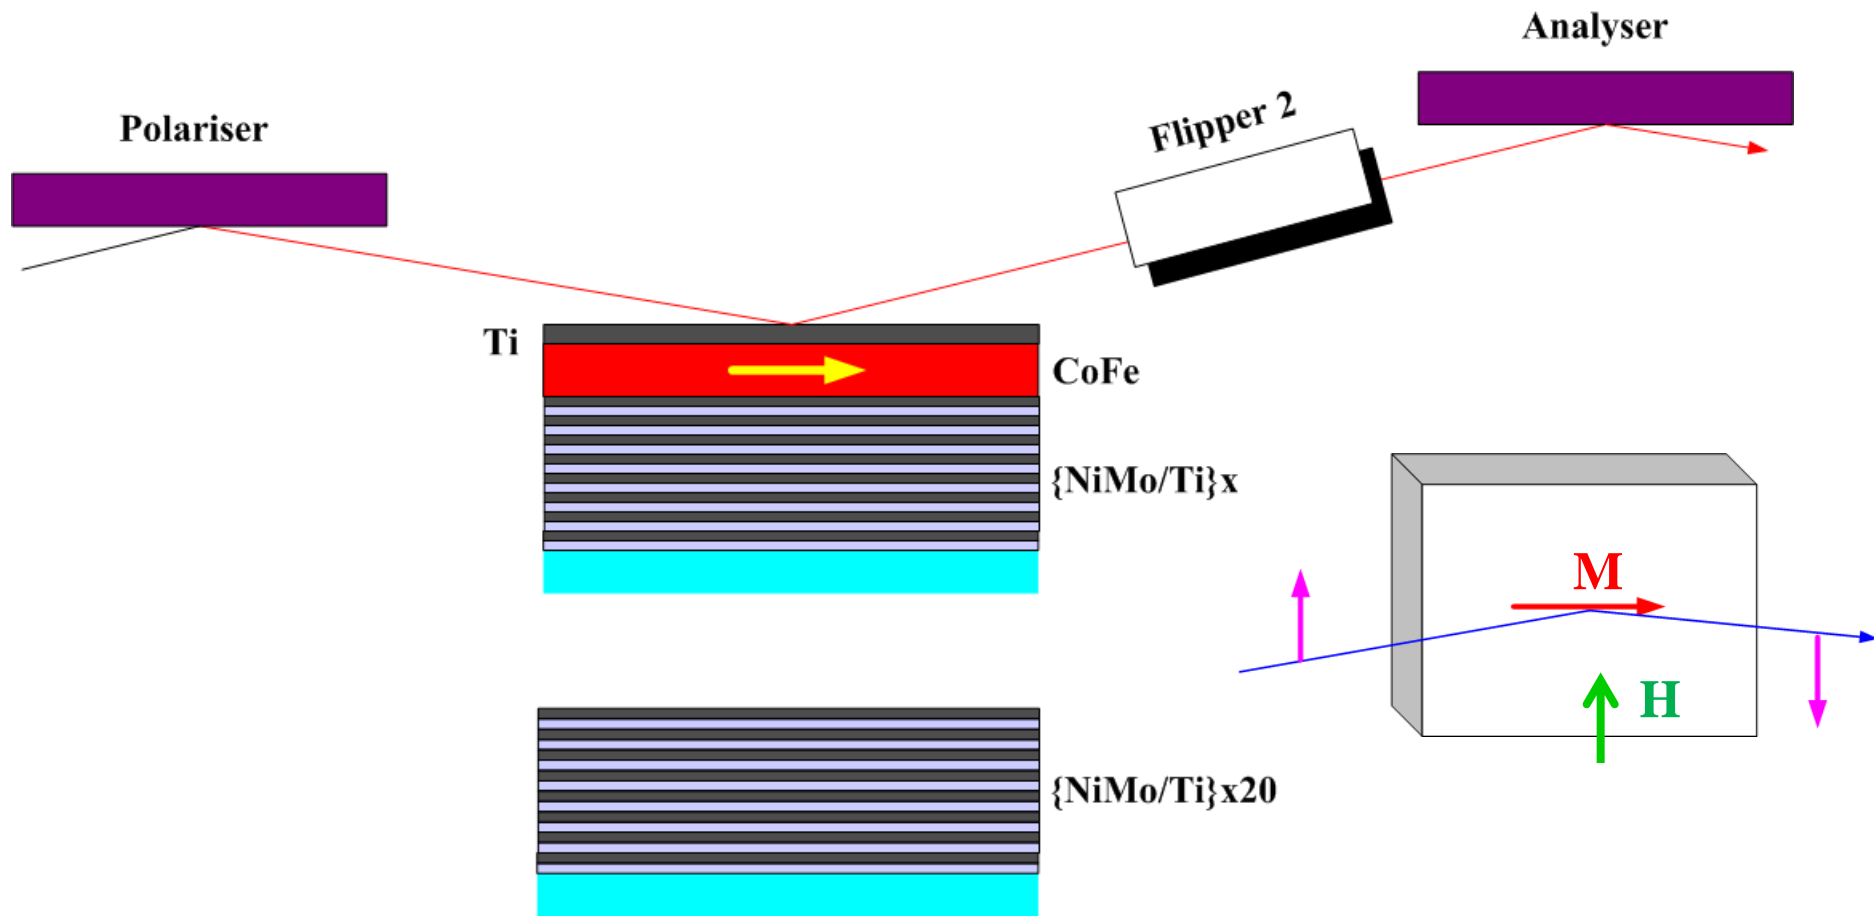 Analyser
Flipper 2
Polariser
Ti
CoFe
{NiMo/Ti}x
M
H
{NiMo/Ti}x20